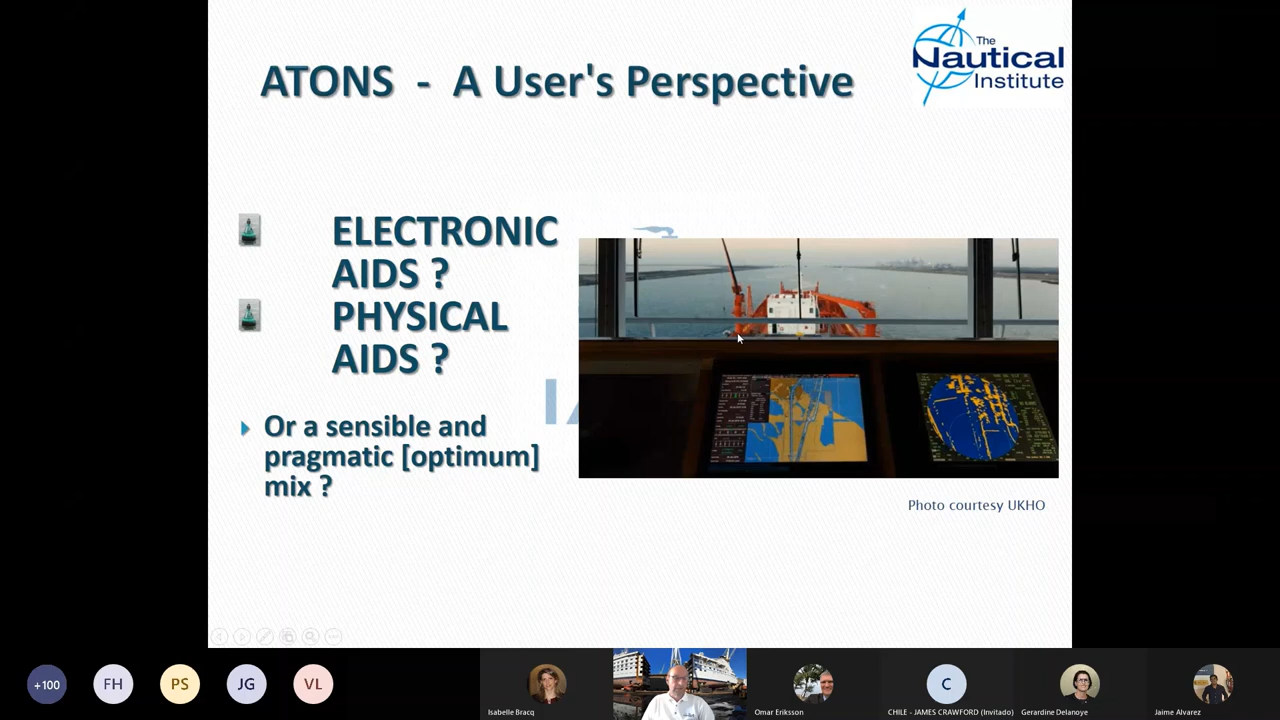 ATONS - A User's Perspective
The
Nautical
Institute
ELECTRONIC
AIDS ?
PHYSICAL
AIDS ?
Or a sensible and
pragmatic [optimum]
mix ?
Photo courtesy UKHO
+100
FH
PS
JG
VL
C
Isabelle Bracq
Omar Eriksson
CHILE - JAMES CRAWFORD (Invitado)
Gerardine Delanoye
Jaime Alvarez